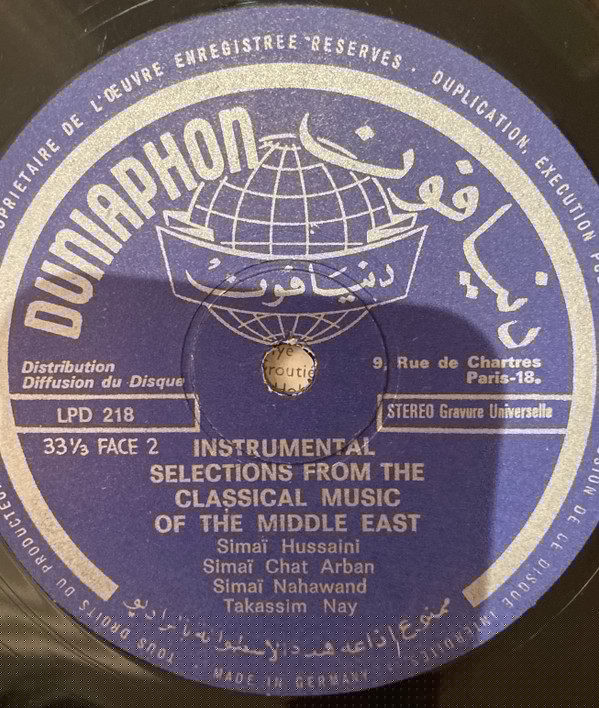 PROPRIETAIRE DE L'ŒUVRE ENREGISTREE RESERVES · DUPLICATION, EXECUTION
DUNIAPHON
دنيافون
دنيافون
Distribution
Diffusion du Disque
9, Rue de Chartres
Paris-18e
LPD 218
STEREO Gravure Universelle
33⅓ FACE 2
INSTRUMENTAL
SELECTIONS FROM THE
CLASSICAL MUSIC
OF THE MIDDLE EAST
Simaï Hussaini
Simaï Chat Arban
Simaï Nahawand
Takassim Nay
ممنوع إذاعة هذه الاسطوانة بالراديو
TOUS DROITS DU PRODUCTEUR
DE CE DISQUE INTERDITES
MADE IN GERMANY